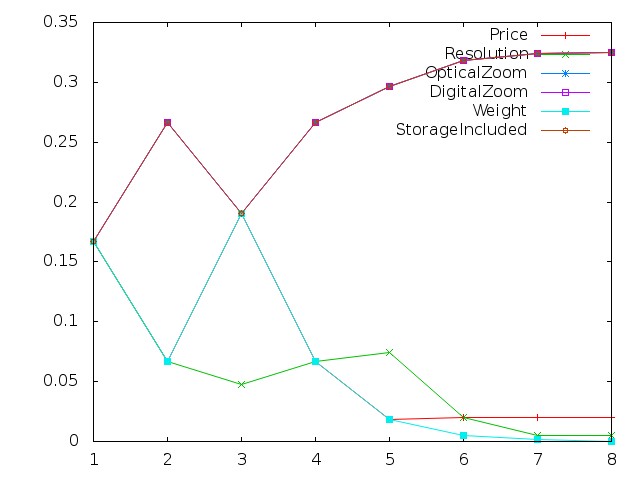 0.35
0.3
0.25
0.2
0.15
0.1
0.05
0
1 2 3 4 5 6 7 8
Price
Resolution
OpticalZoom
DigitalZoom
Weight
StorageIncluded